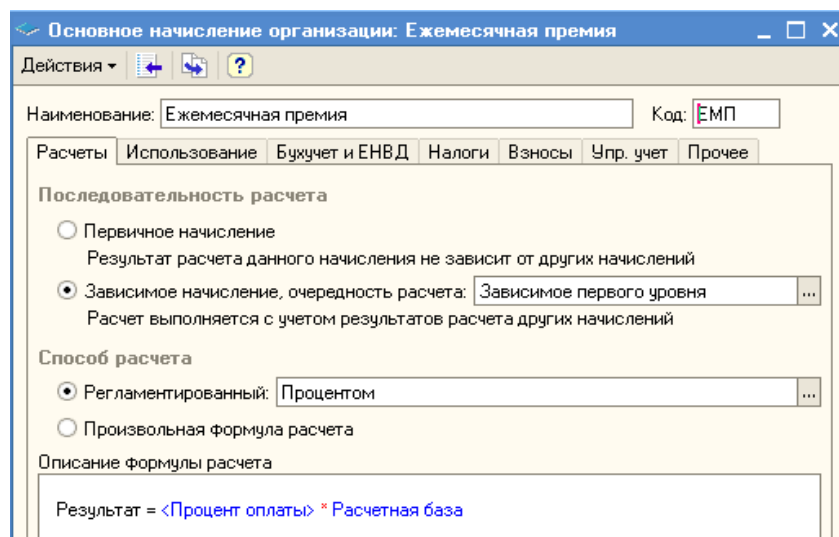 Основное начисление организации: Ежемесячная премия
Действия
Наименование: Ежемесячная премия Код: ЕМП
Расчеты Использование Бухучет и ЕНВД Налоги Взносы Упр. учет Прочее
Последовательность расчета
Первичное начисление
Результат расчета данного начисления не зависит от других начислений
Зависимое начисление, очередность расчета: Зависимое первого уровня ...
Расчет выполняется с учетом результатов расчета других начислений
Способ расчета
Регламентированный: Процентом ...
Произвольная формула расчета
Описание формулы расчета
Результат = <Процент оплаты> * Расчетная база